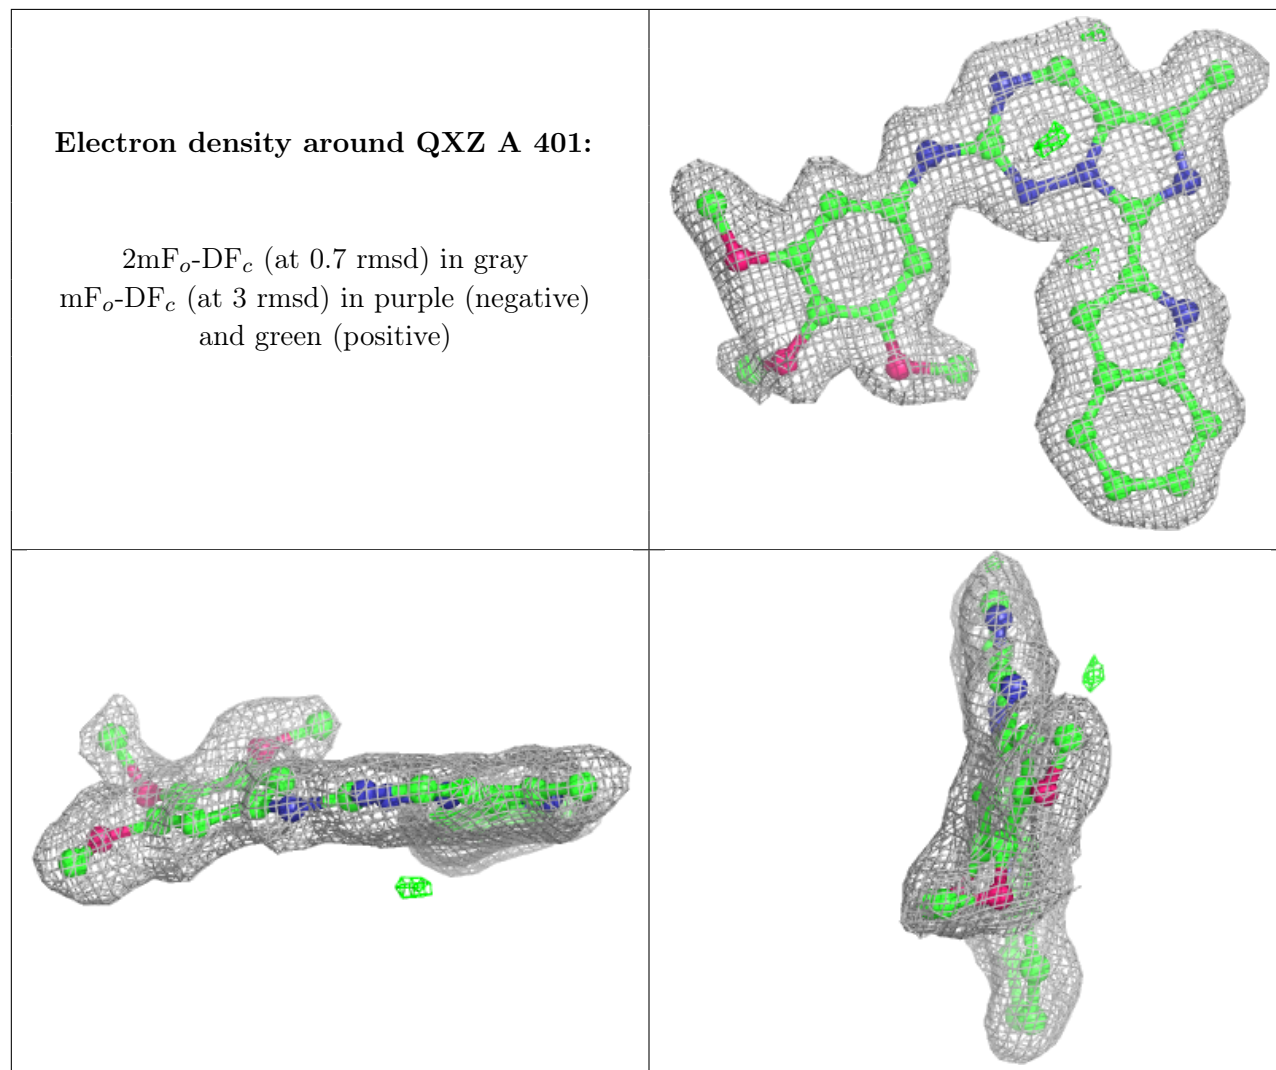 Electron density around QXZ A 401:
2mFo-DFc (at 0.7 rmsd) in gray
mFo-DFc (at 3 rmsd) in purple (negative)
and green (positive)